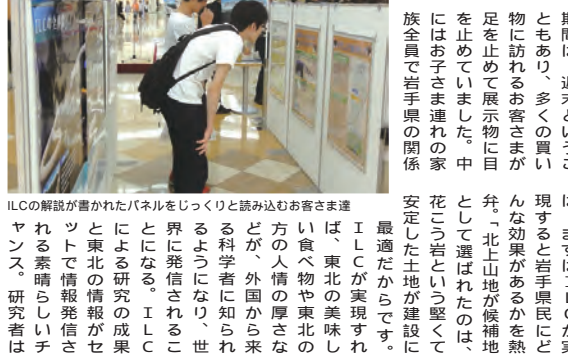 期間は、週末というこ
ともあり、多くの買い
物に訪れるお客さまが
足を止めて展示物に目
を止めていました。中
にはお子さま連れの家
族全員で岩手県の関係
ILCの解説が書かれたパネルをじっくりと読み込むお客さま達
は、まずはＩＬＣが実
現すると岩手県民にど
んな効果があるかを熱
弁。「北上山地が候補地
として選ばれたのは、
花こう岩という堅くて
安定した土地が建設に
最適だからです。
ＩＬＣが実現すれ
ば、東北の美味し
い食べ物や東北の
方の人情の厚さな
どが、外国から来
る科学者に知られ
るようになり、世
界に発信されるこ
とになる。ＩＬＣ
による研究の成果
と東北の情報がセ
ットで情報発信さ
れる素晴らしいチ
ャンス。研究者は